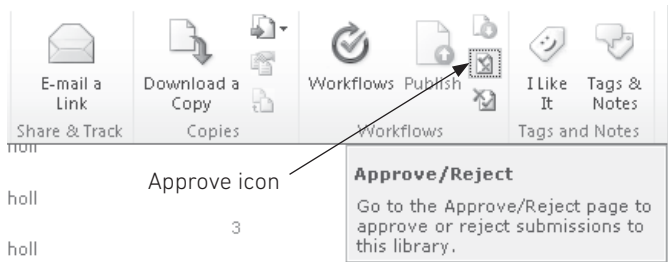 E-mail a
Link
Download a
Copy
Workflows
Publish
I Like
It
Tags &
Notes
Share & Track
Copies
Workflows
Tags and Notes
holl
Approve icon
holl
3
holl
Approve/Reject
Go to the Approve/Reject page to
approve or reject submissions to
this library.